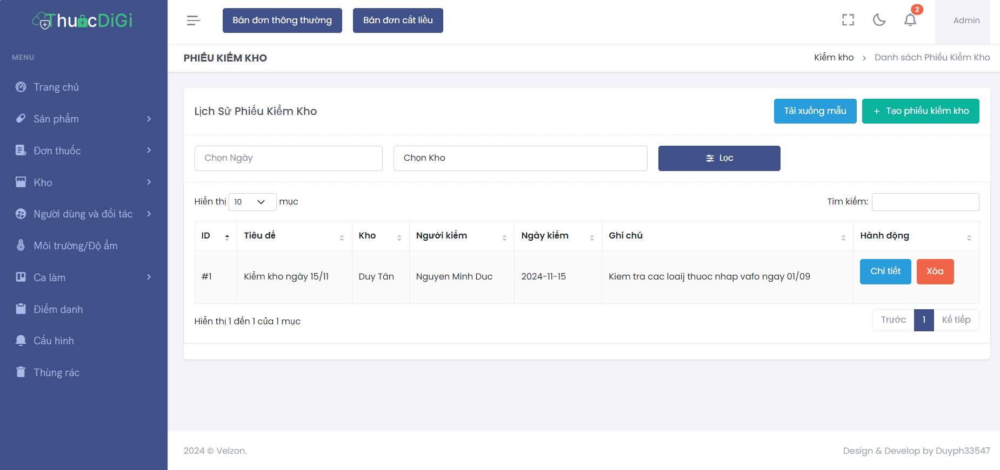 ThuocDiGi
Bán đơn thông thường
Bán đơn cắt liều
2
Admin
MENU
PHIẾU KIỂM KHO
Kiểm kho > Danh sách Phiếu Kiểm Kho
Trang chủ
Sản phẩm
Đơn thuốc
Kho
Người dùng và đối tác
Môi trường/Độ ẩm
Ca làm
Điểm danh
Cấu hình
Thùng rác
Lịch Sử Phiếu Kiểm Kho
Tải xuống mẫu
+ Tạo phiếu kiểm kho
Chọn Ngày
Chọn Kho
Lọc
Hiển thị 10 mục
Tìm kiếm:
ID Tiêu đề Kho Người kiểm Ngày kiểm Ghi chú Hành động
#1 Kiểm kho ngày 15/11 Duy Tân Nguyen Minh Duc 2024-11-15 Kiem tra cac loaij thuoc nhap vafo ngay 01/09 Chi tiết Xóa
Hiển thị 1 đến 1 của 1 mục
Trước 1 Kế tiếp
2024 © Velzon.
Design & Develop by Duyph33547